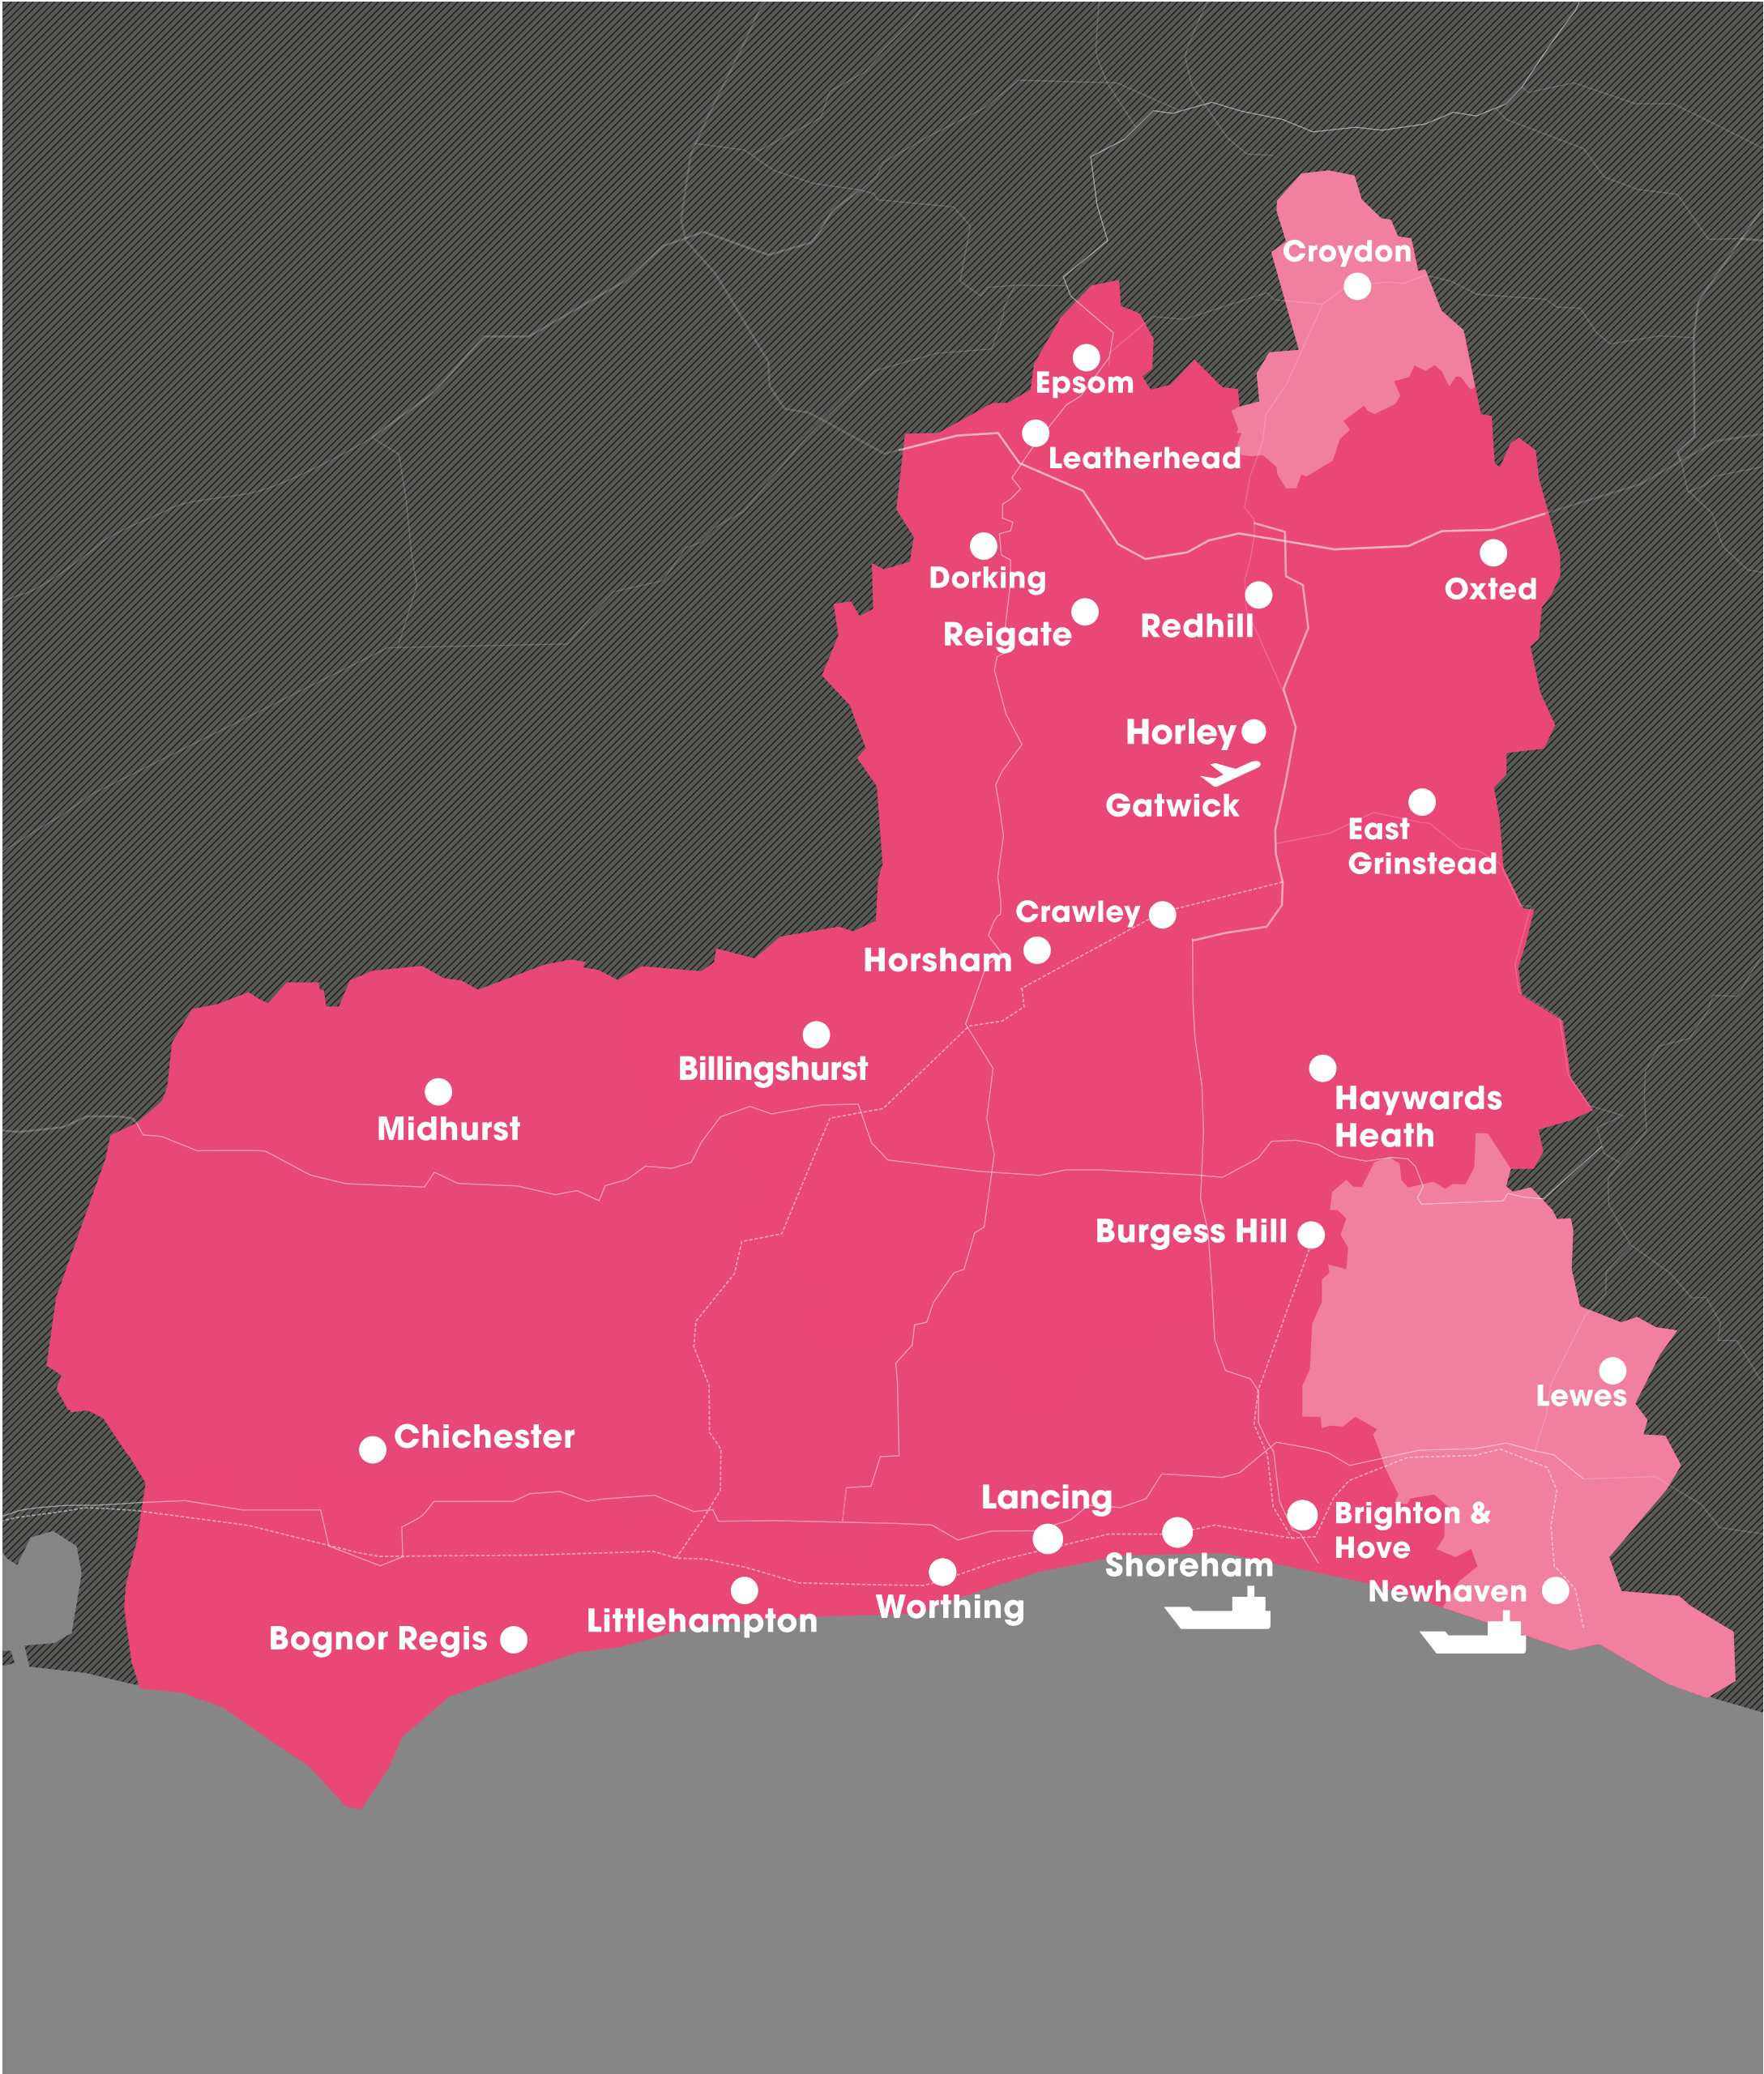 Croydon
Epsom
Leatherhead
Dorking
Oxted
Reigate
Redhill
Horley
Gatwick
East
Grinstead
Crawley
Horsham
Billingshurst
Midhurst
Haywards
Heath
Burgess Hill
Lewes
Chichester
Lancing
Brighton &
Hove
Shoreham
Newhaven
Worthing
Littlehampton
Bognor Regis